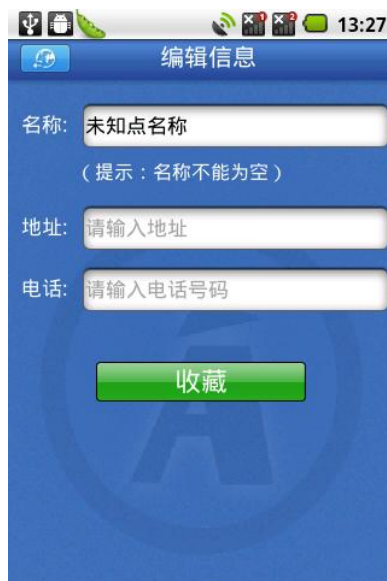 13:27
编辑信息
名称: 未知点名称
（提示：名称不能为空）
地址: 请输入地址
电话: 请输入电话号码
收藏